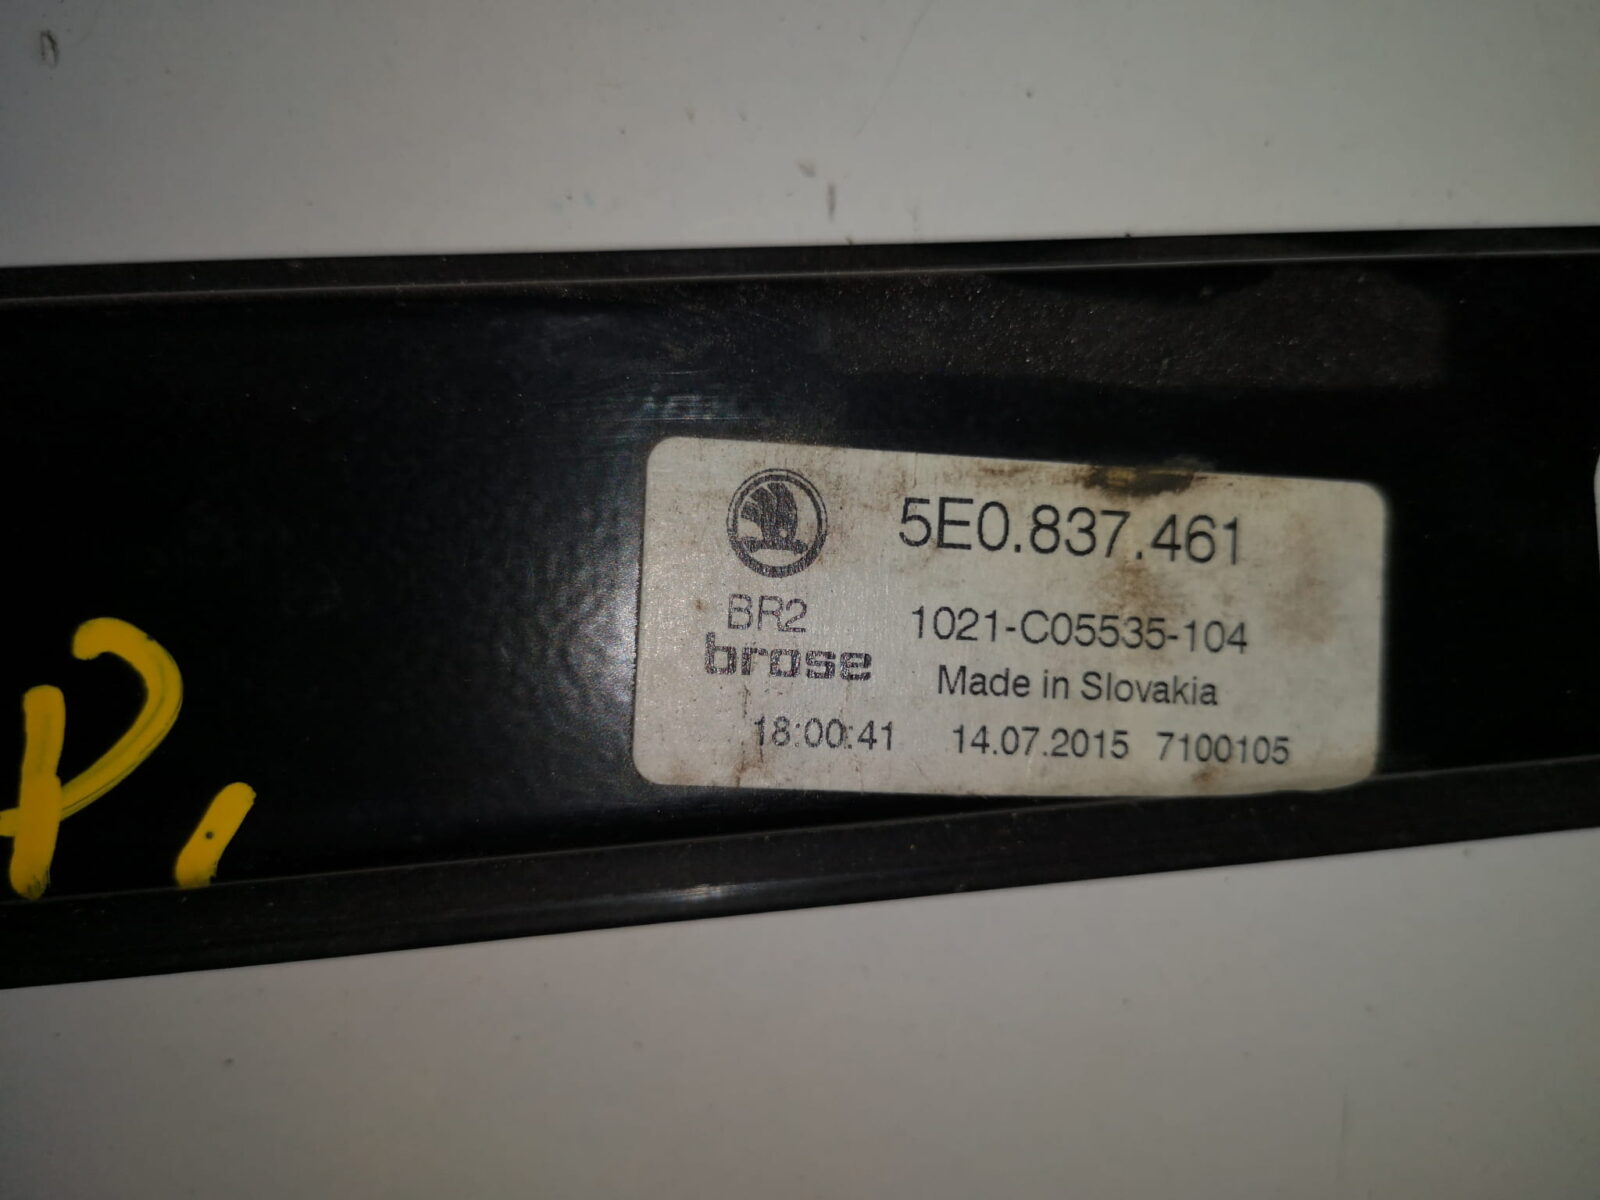 5E0.837.461
BR2
1021-C05535-104
brose
Made in Slovakia
18:00:41 14.07.2015 7100105